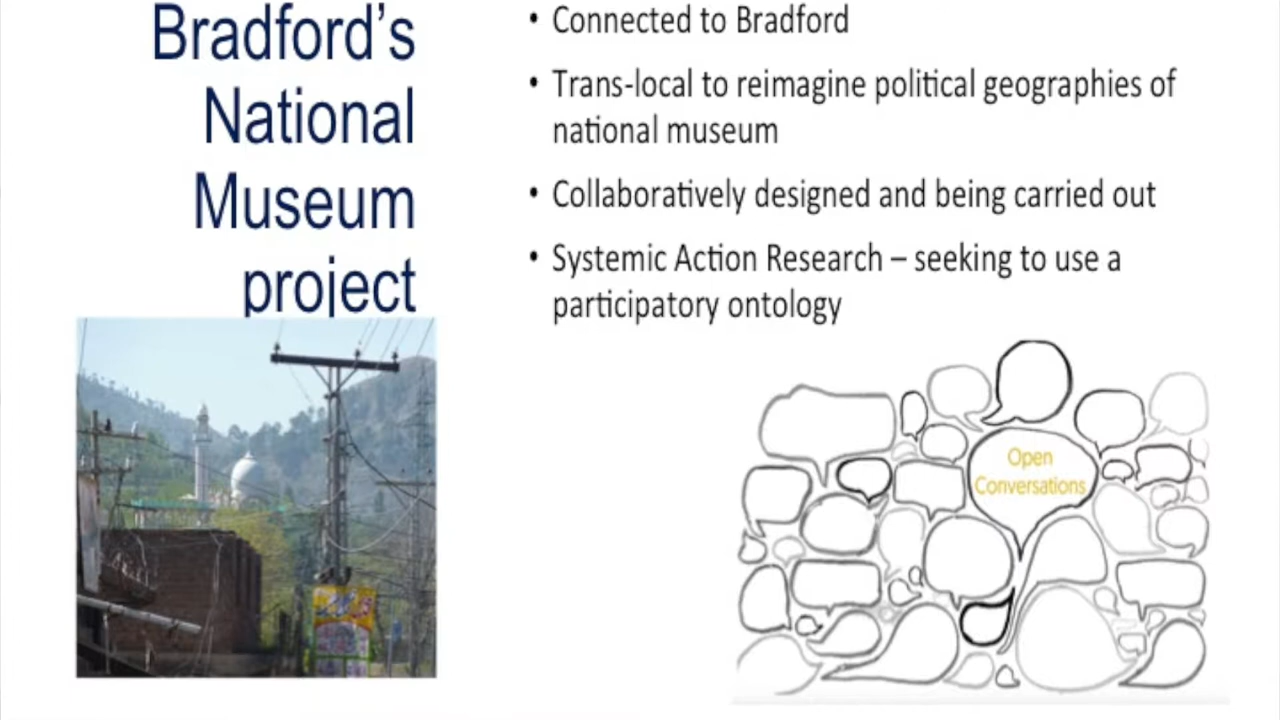 Bradford's
National
Museum
project
• Connected to Bradford
• Trans-local to reimagine political geographies of
national museum
• Collaboratively designed and being carried out
• Systemic Action Research – seeking to use a
participatory ontology
Open
Conversations